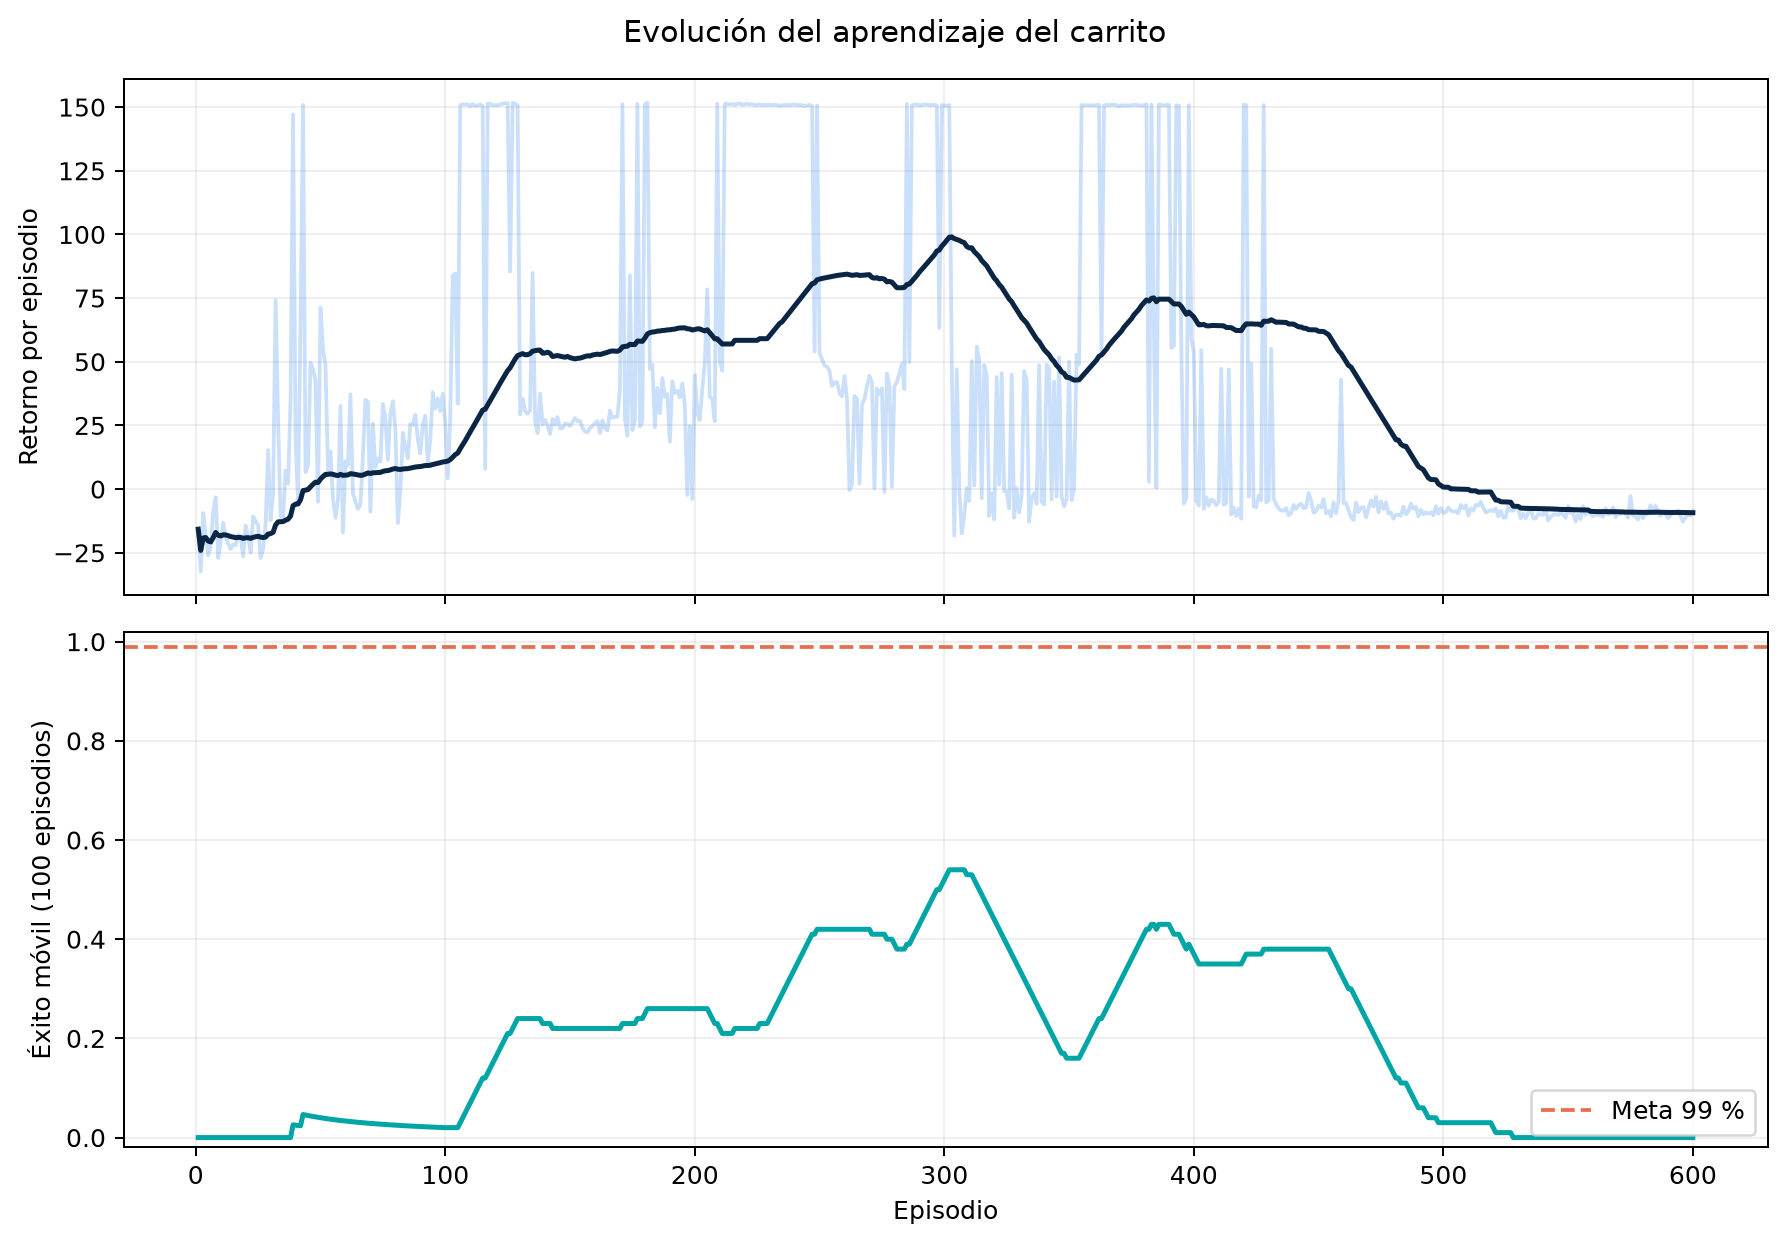 Evolución del aprendizaje del carrito
Retorno por episodio
150
125
100
75
50
25
0
−25
Éxito móvil (100 episodios)
1.0
0.8
0.6
0.4
0.2
0.0
Meta 99 %
0 100 200 300 400 500 600
Episodio